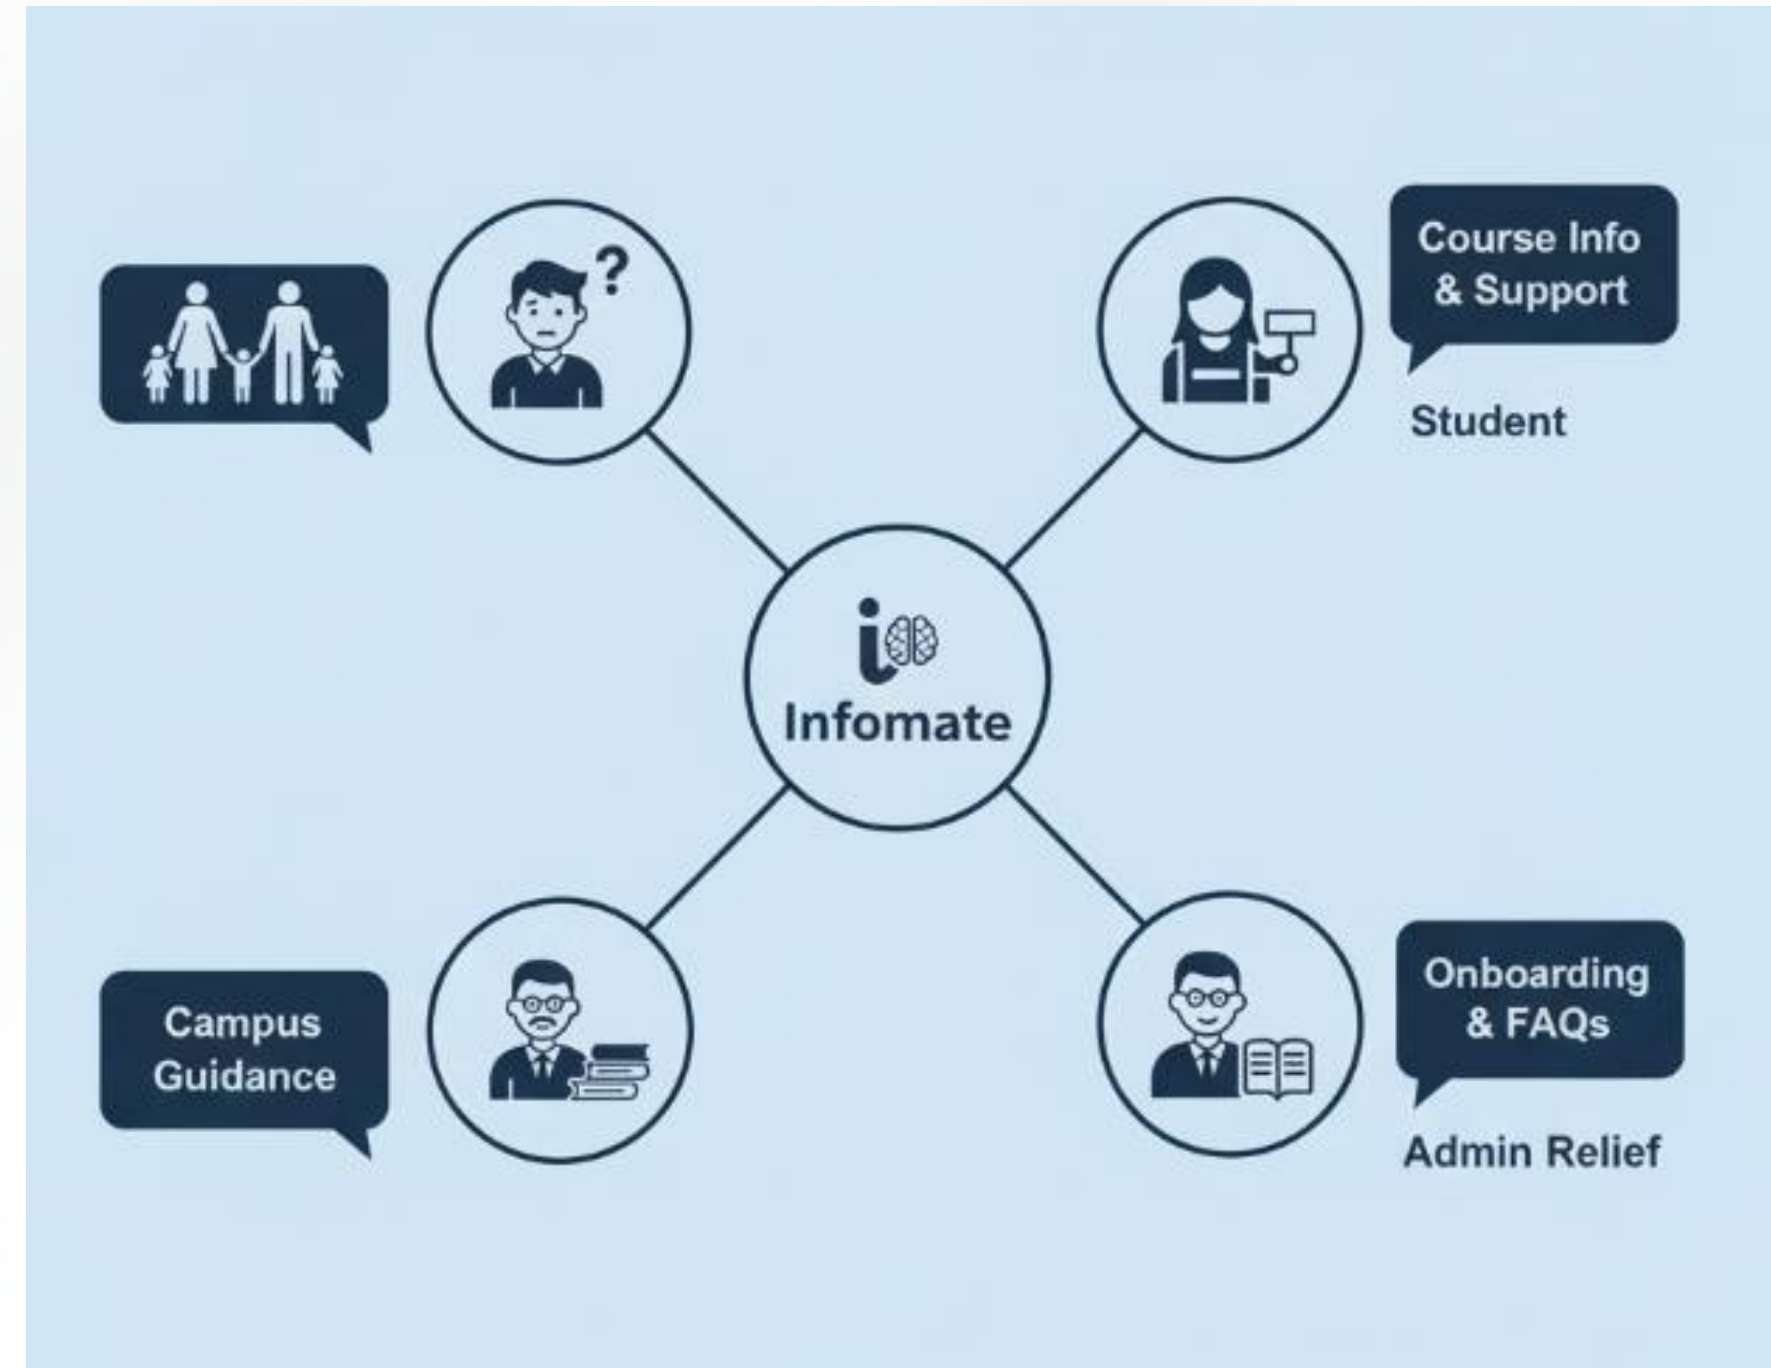 ?
Course Info
& Support
Student
Infomate
Campus
Guidance
Onboarding
& FAQs
Admin Relief